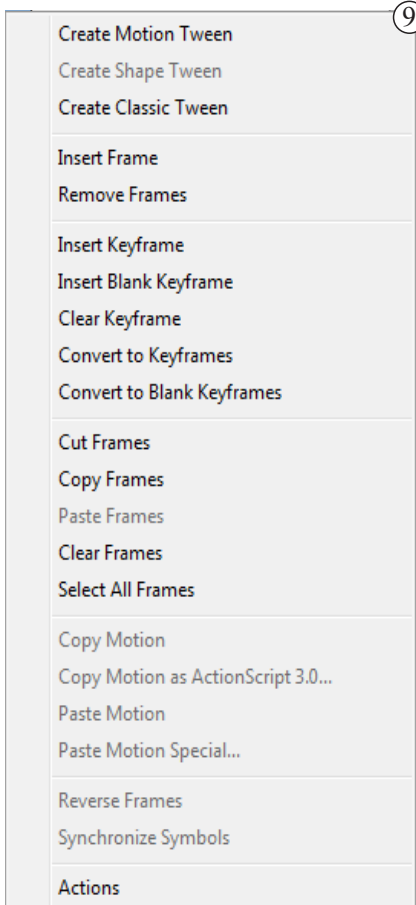 ⑨
Create Motion Tween
Create Shape Tween
Create Classic Tween
Insert Frame
Remove Frames
Insert Keyframe
Insert Blank Keyframe
Clear Keyframe
Convert to Keyframes
Convert to Blank Keyframes
Cut Frames
Copy Frames
Paste Frames
Clear Frames
Select All Frames
Copy Motion
Copy Motion as ActionScript 3.0...
Paste Motion
Paste Motion Special...
Reverse Frames
Synchronize Symbols
Actions